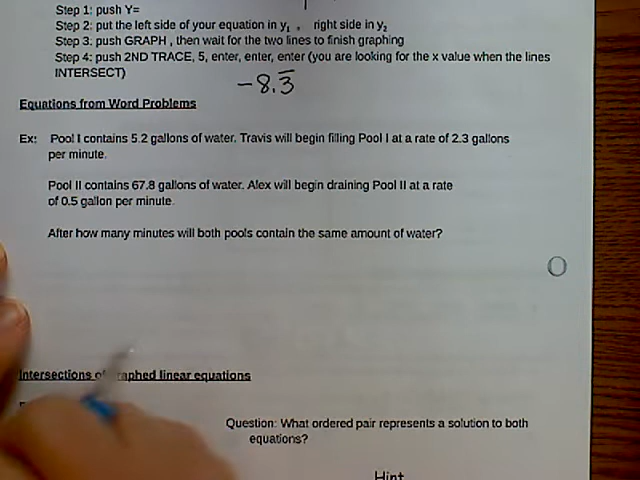 Step 1: push Y=
Step 2: put the left side of your equation in y₁ , right side in y₂
Step 3: push GRAPH , then wait for the two lines to finish graphing
Step 4: push 2ND TRACE, 5, enter, enter, enter (you are looking for the x value when the lines
INTERSECT)
-8.3̅
Equations from Word Problems
Ex: Pool I contains 5.2 gallons of water. Travis will begin filling Pool I at a rate of 2.3 gallons
per minute.
Pool II contains 67.8 gallons of water. Alex will begin draining Pool II at a rate
of 0.5 gallon per minute.
After how many minutes will both pools contain the same amount of water?
Intersections of graphed linear equations
Question: What ordered pair represents a solution to both
equations?
Hint